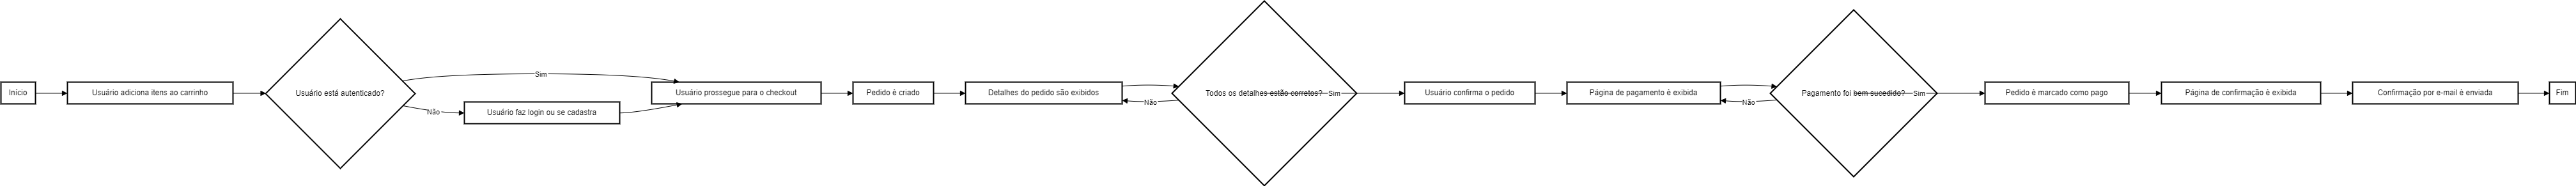 Início
Usuário adiciona itens ao carrinho
Usuário está autenticado?
Sim
Não
Usuário faz login ou se cadastra
Usuário prossegue para o checkout
Pedido é criado
Detalhes do pedido são exibidos
Não
Todos os detalhes estão corretos?
Sim
Usuário confirma o pedido
Página de pagamento é exibida
Não
Pagamento foi bem sucedido?
Sim
Pedido é marcado como pago
Página de confirmação é exibida
Confirmação por e-mail é enviada
Fim